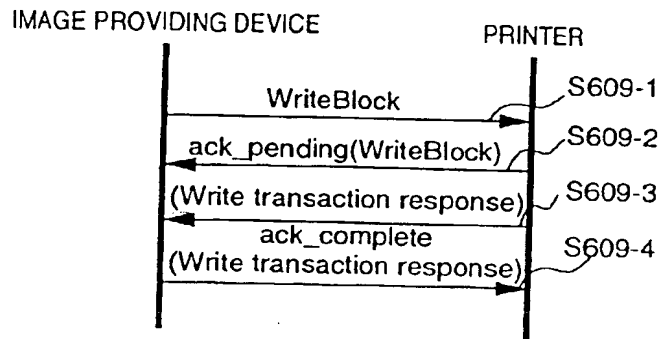 IMAGE PROVIDING DEVICE
PRINTER
WriteBlock
S609-1
ack_pending(WriteBlock)
S609-2
(Write transaction response)
S609-3
ack_complete
(Write transaction response)
S609-4